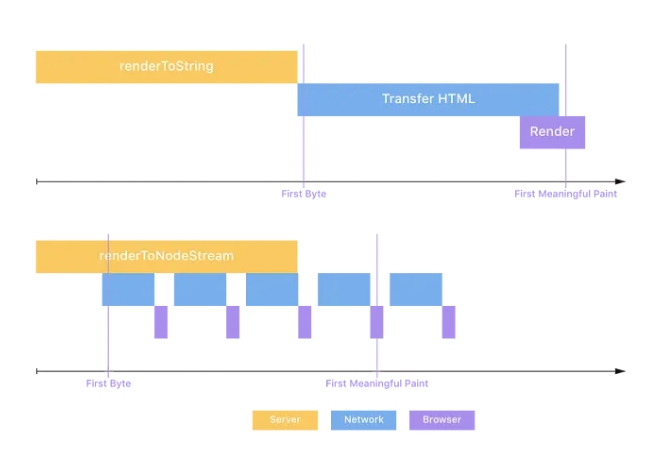 renderToString
Transfer HTML
Render
First Byte
First Meaningful Paint
renderToNodeStream
First Byte
First Meaningful Paint
Server
Network
Browser